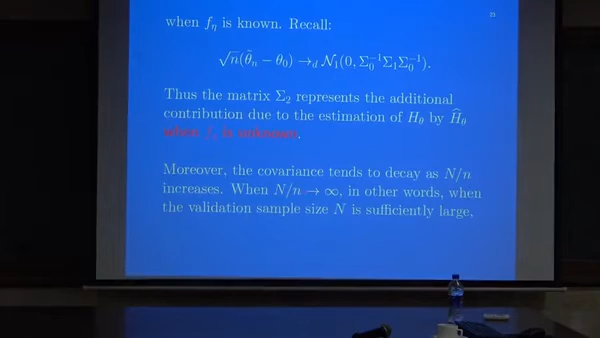 23
when f_η is known. Recall:
√n(θ̃_n − θ_0) →_d 𝒩_1(0, Σ_0^{-1}Σ_1Σ_0^{-1}).
Thus the matrix Σ_2 represents the additional
contribution due to the estimation of H_θ by Ĥ_θ
when f_η is unknown.
Moreover, the covariance tends to decay as N/n
increases. When N/n → ∞, in other words, when
the validation sample size N is sufficiently large,